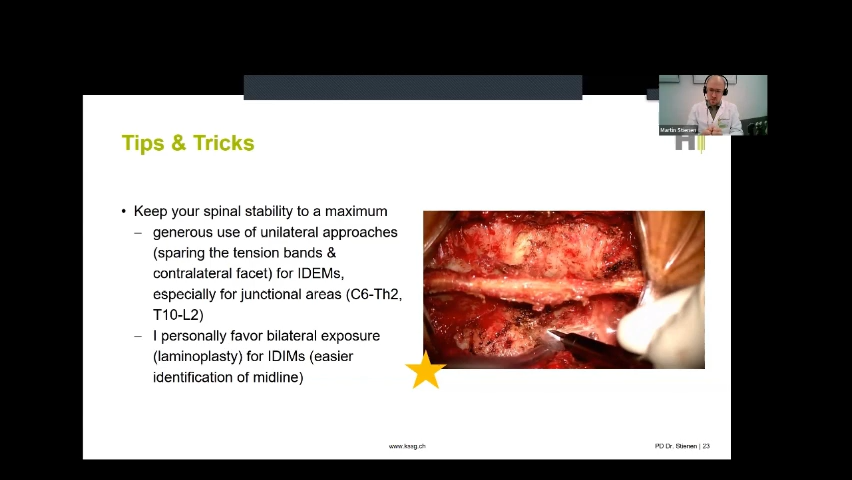 Martin Stienen
Tips & Tricks
• Keep your spinal stability to a maximum
– generous use of unilateral approaches
(sparing the tension bands &
contralateral facet) for IDEMs,
especially for junctional areas (C6-Th2,
T10-L2)
– I personally favor bilateral exposure
(laminoplasty) for IDIMs (easier
identification of midline)
www.kssg.ch
PD Dr. Stienen | 23